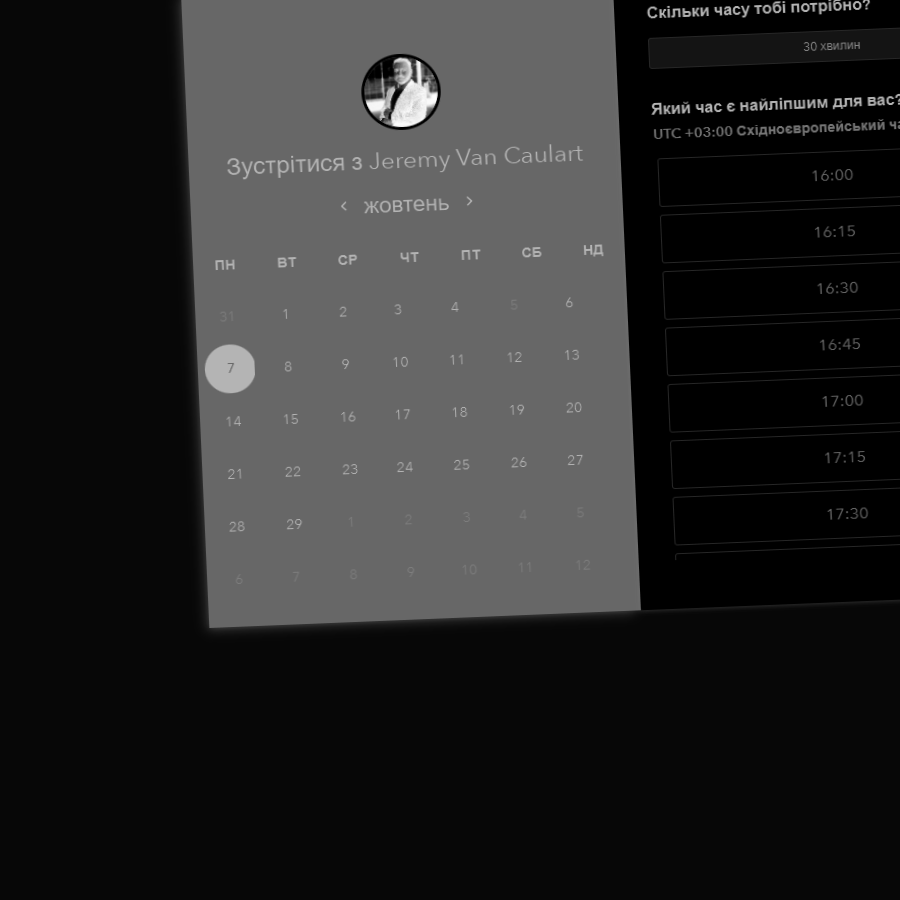 Зустрітися з Jeremy Van Caulart
‹ жовтень ›
ПН ВТ СР ЧТ ПТ СБ НД
31 1 2 3 4 5 6
7 8 9 10 11 12 13
14 15 16 17 18 19 20
21 22 23 24 25 26 27
28 29 1 2 3 4 5
6 7 8 9 10 11 12
Скільки часу тобі потрібно?
30 хвилин
Який час є найліпшим для вас?
UTC +03:00 Східноєвропейський
16:00
16:15
16:30
16:45
17:00
17:15
17:30